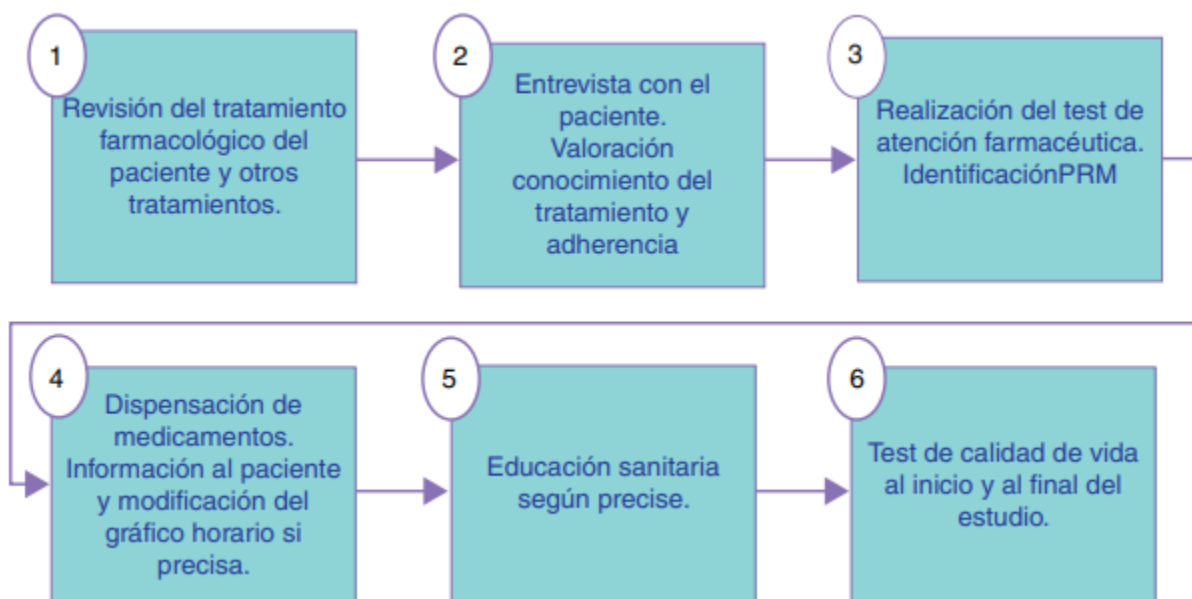 1
Revisión del tratamiento
farmacológico del
paciente y otros
tratamientos.
2
Entrevista con el
paciente.
Valoración
conocimiento del
tratamiento y
adherencia
3
Realización del test de
atención farmacéutica.
IdentificaciónPRM
4
Dispensación de
medicamentos.
Información al paciente
y modificación del
gráfico horario si
precisa.
5
Educación sanitaria
según precise.
6
Test de calidad de vida
al inicio y al final del
estudio.